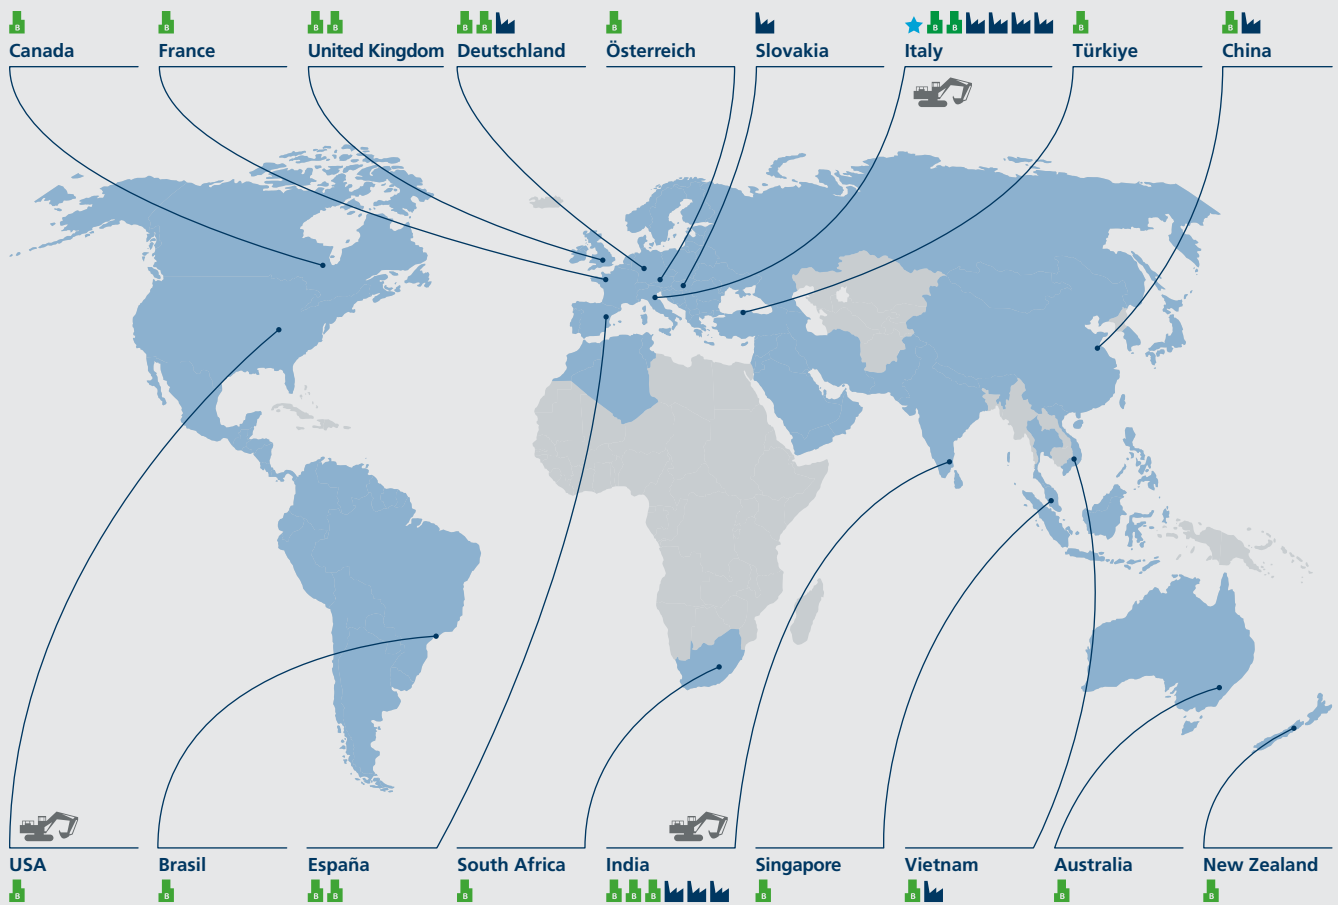 B B B B B B B B B B B
Canada France United Kingdom Deutschland Österreich Slovakia Italy Türkiye China
USA Brasil España South Africa India Singapore Vietnam Australia New Zealand
B B B B B B B B B B B B